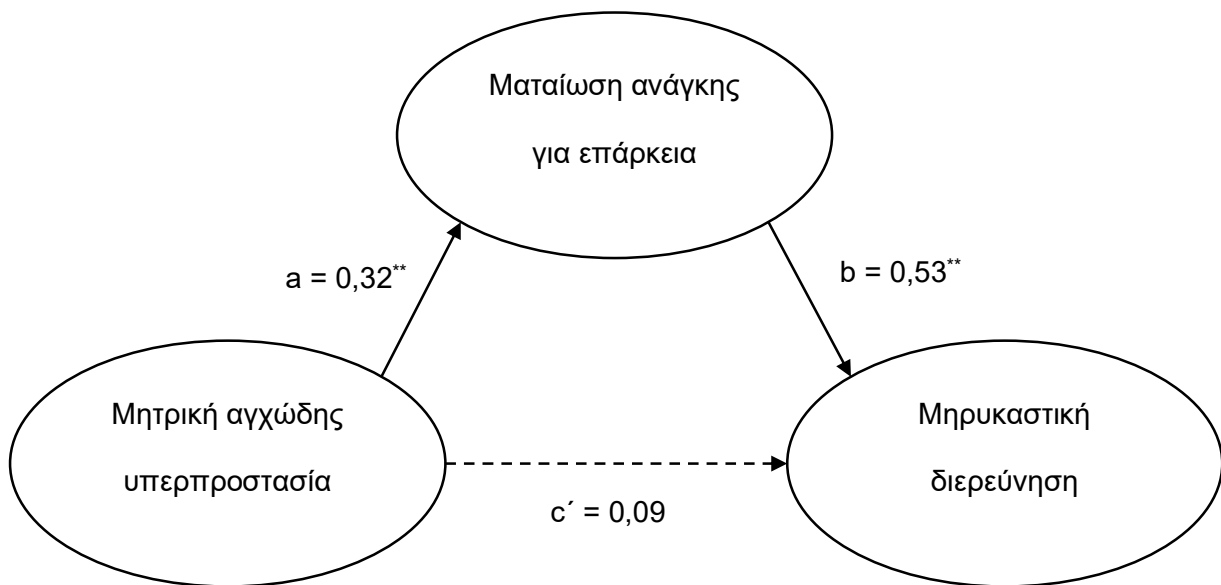 Ματαίωση ανάγκης
για επάρκεια
a = 0,32**
b = 0,53**
Μητρική αγχώδης
υπερπροστασία
Μηρυκαστική
διερεύνηση
c´ = 0,09